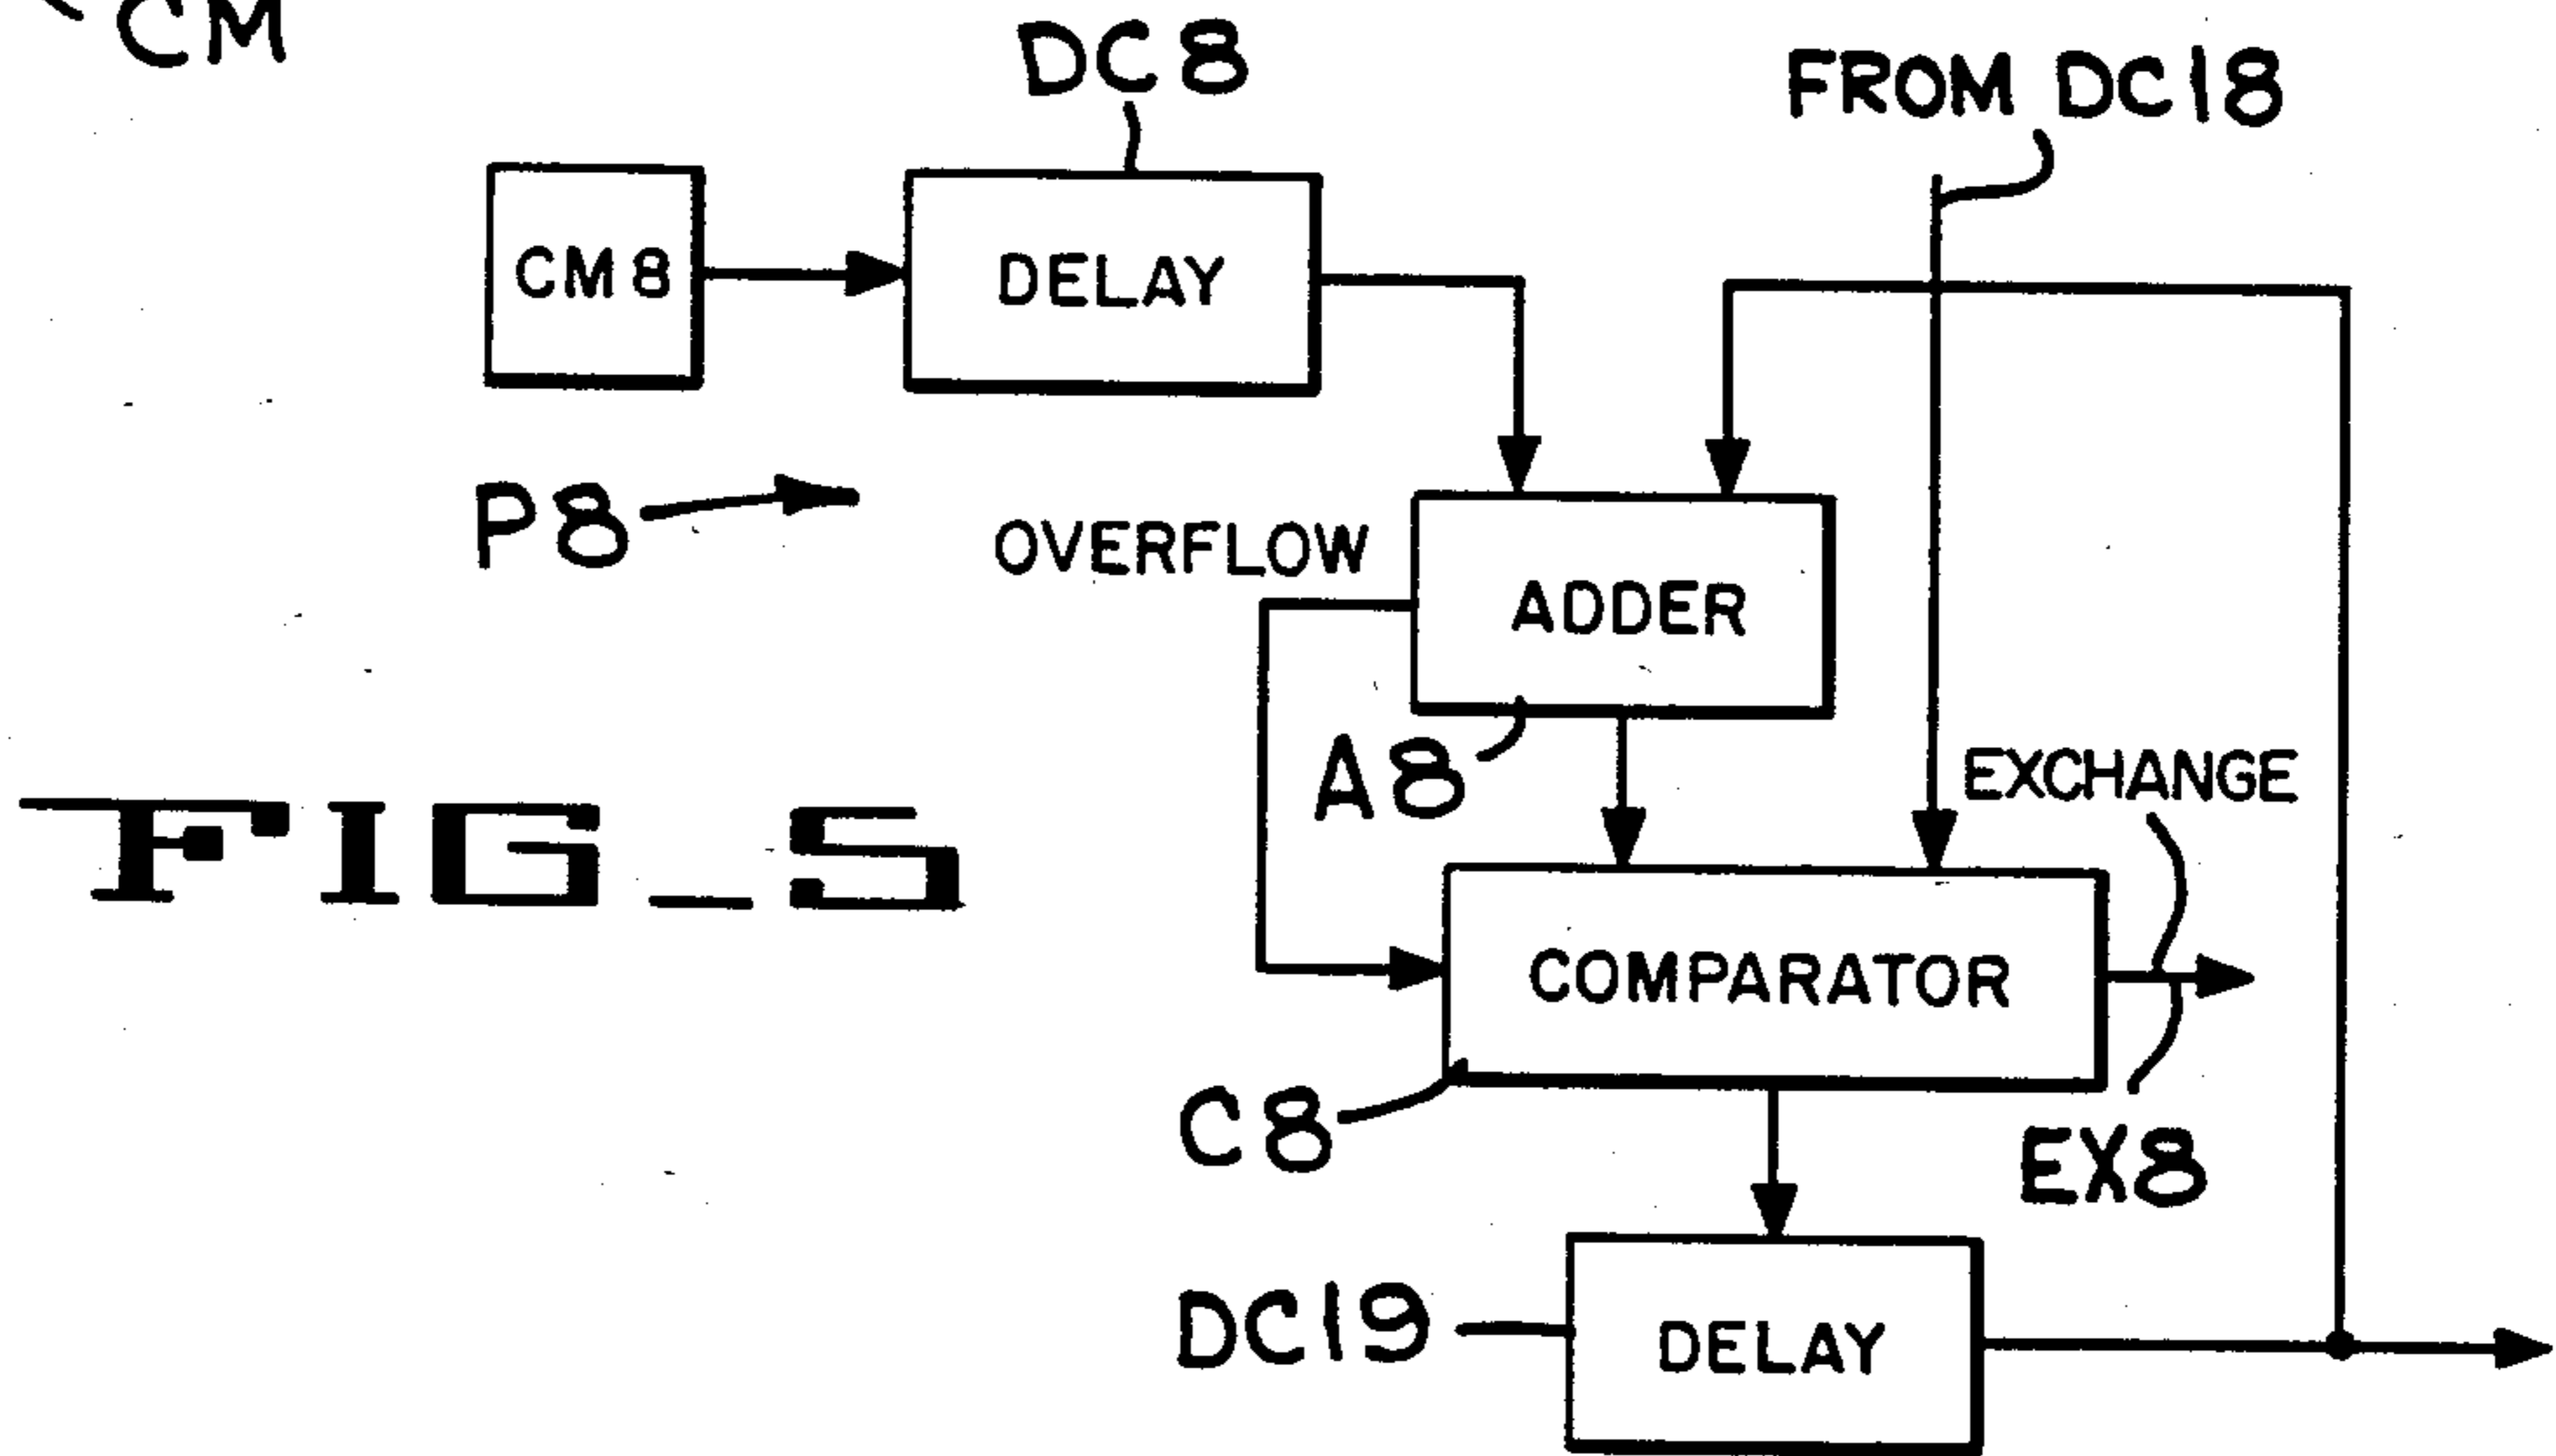 CM
DC8
FROM DC18
CM8
DELAY
P8
OVERFLOW
ADDER
A8
EXCHANGE
COMPARATOR
C8
EX8
DC19
DELAY
FIG_5